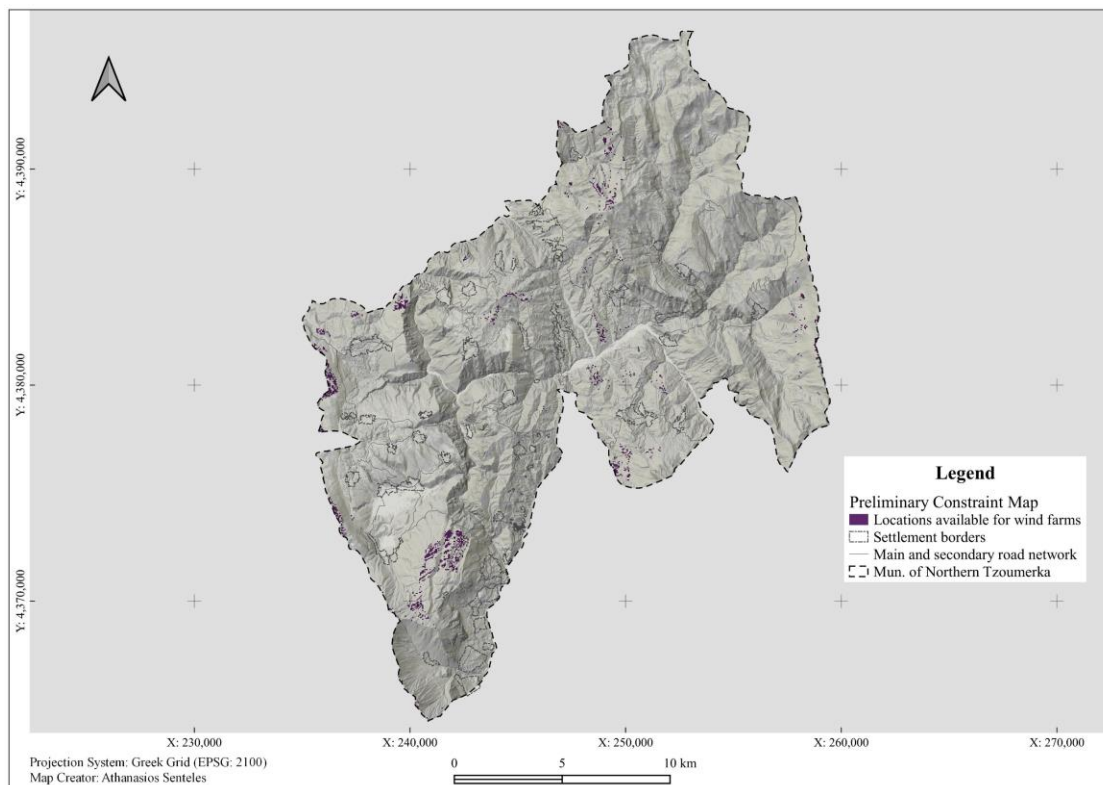 Y: 4,390,000
Y: 4,380,000
Y: 4,370,000
Legend
Preliminary Constraint Map
Locations available for wind farms
Settlement borders
Main and secondary road network
Mun. of Northern Tzoumerka
X: 230,000
X: 240,000
X: 250,000
X: 260,000
X: 270,000
Projection System: Greek Grid (EPSG: 2100)
Map Creator: Athanasios Senteles
0 5 10 km